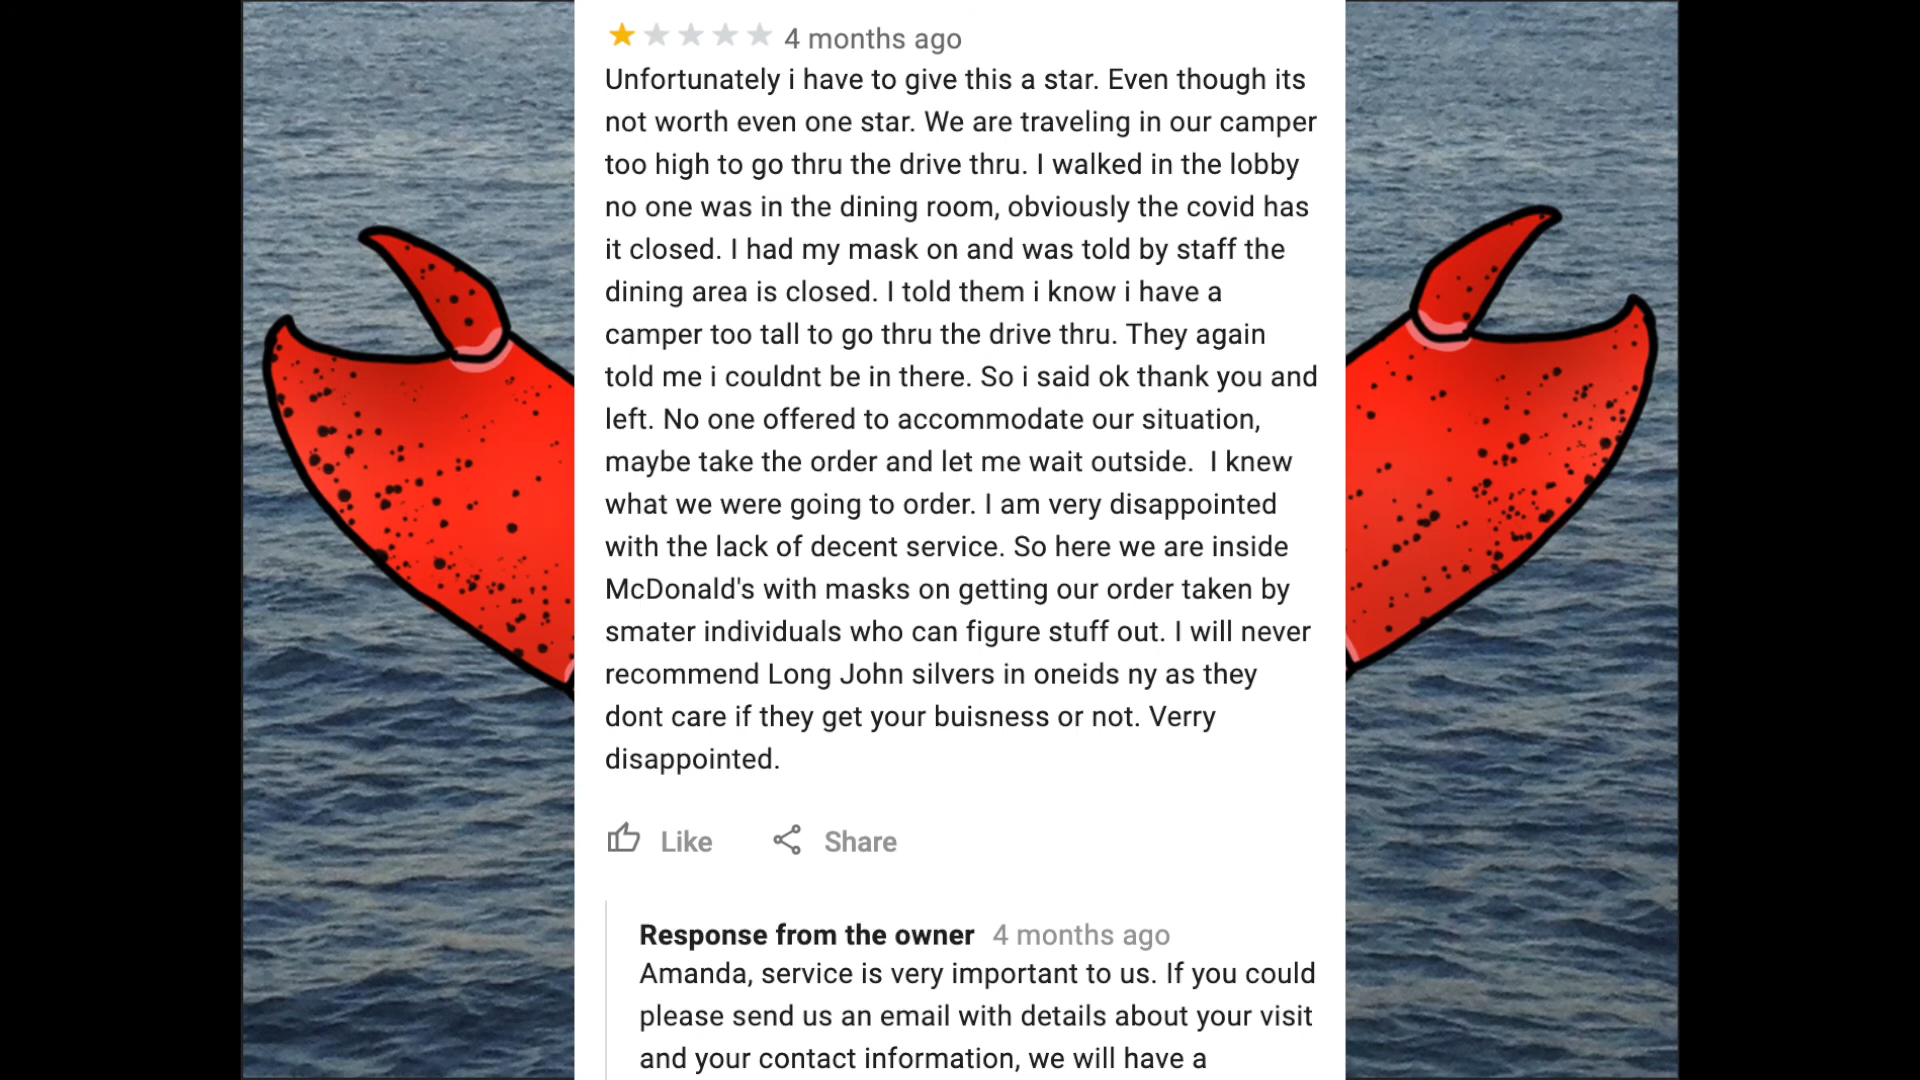 4 months ago
Unfortunately i have to give this a star. Even though its
not worth even one star. We are traveling in our camper
too high to go thru the drive thru. I walked in the lobby
no one was in the dining room, obviously the covid has
it closed. I had my mask on and was told by staff the
dining area is closed. I told them i know i have a
camper too tall to go thru the drive thru. They again
told me i couldnt be in there. So i said ok thank you and
left. No one offered to accommodate our situation,
maybe take the order and let me wait outside.  I knew
what we were going to order. I am very disappointed
with the lack of decent service. So here we are inside
McDonald's with masks on getting our order taken by
smater individuals who can figure stuff out. I will never
recommend Long John silvers in oneids ny as they
dont care if they get your buisness or not. Verry
disappointed.
Like Share
Response from the owner 4 months ago
Amanda, service is very important to us. If you could
please send us an email with details about your visit
and your contact information, we will have a